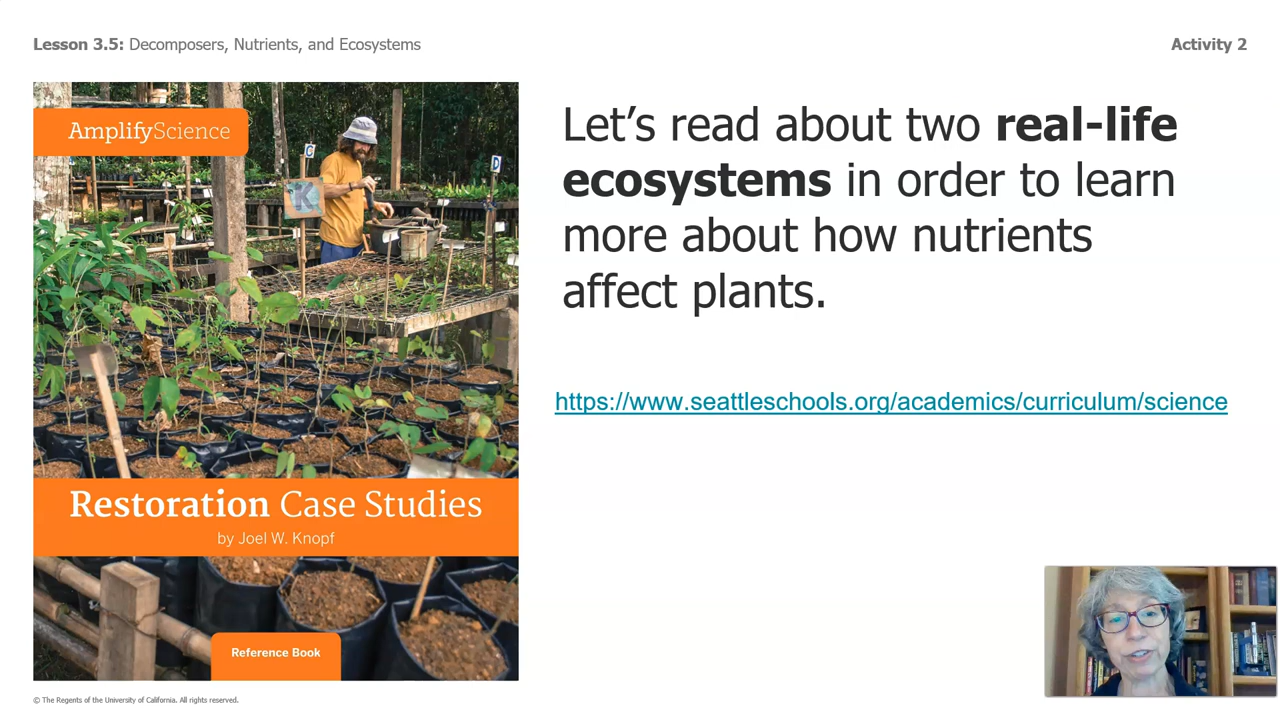 Lesson 3.5: Decomposers, Nutrients, and Ecosystems
Activity 2
AmplifyScience
C
D
K
Let's read about two real-life
ecosystems in order to learn
more about how nutrients
affect plants.
https://www.seattleschools.org/academics/curriculum/science
Restoration Case Studies
by Joel W. Knopf
Reference Book
© The Regents of the University of California. All rights reserved.